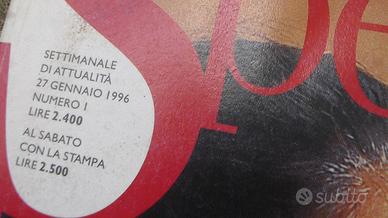 Spe
SETTIMANALE
DI ATTUALITÀ
27 GENNAIO 1996
NUMERO 1
LIRE 2.400
AL SABATO
CON LA STAMPA
LIRE 2.500
subito